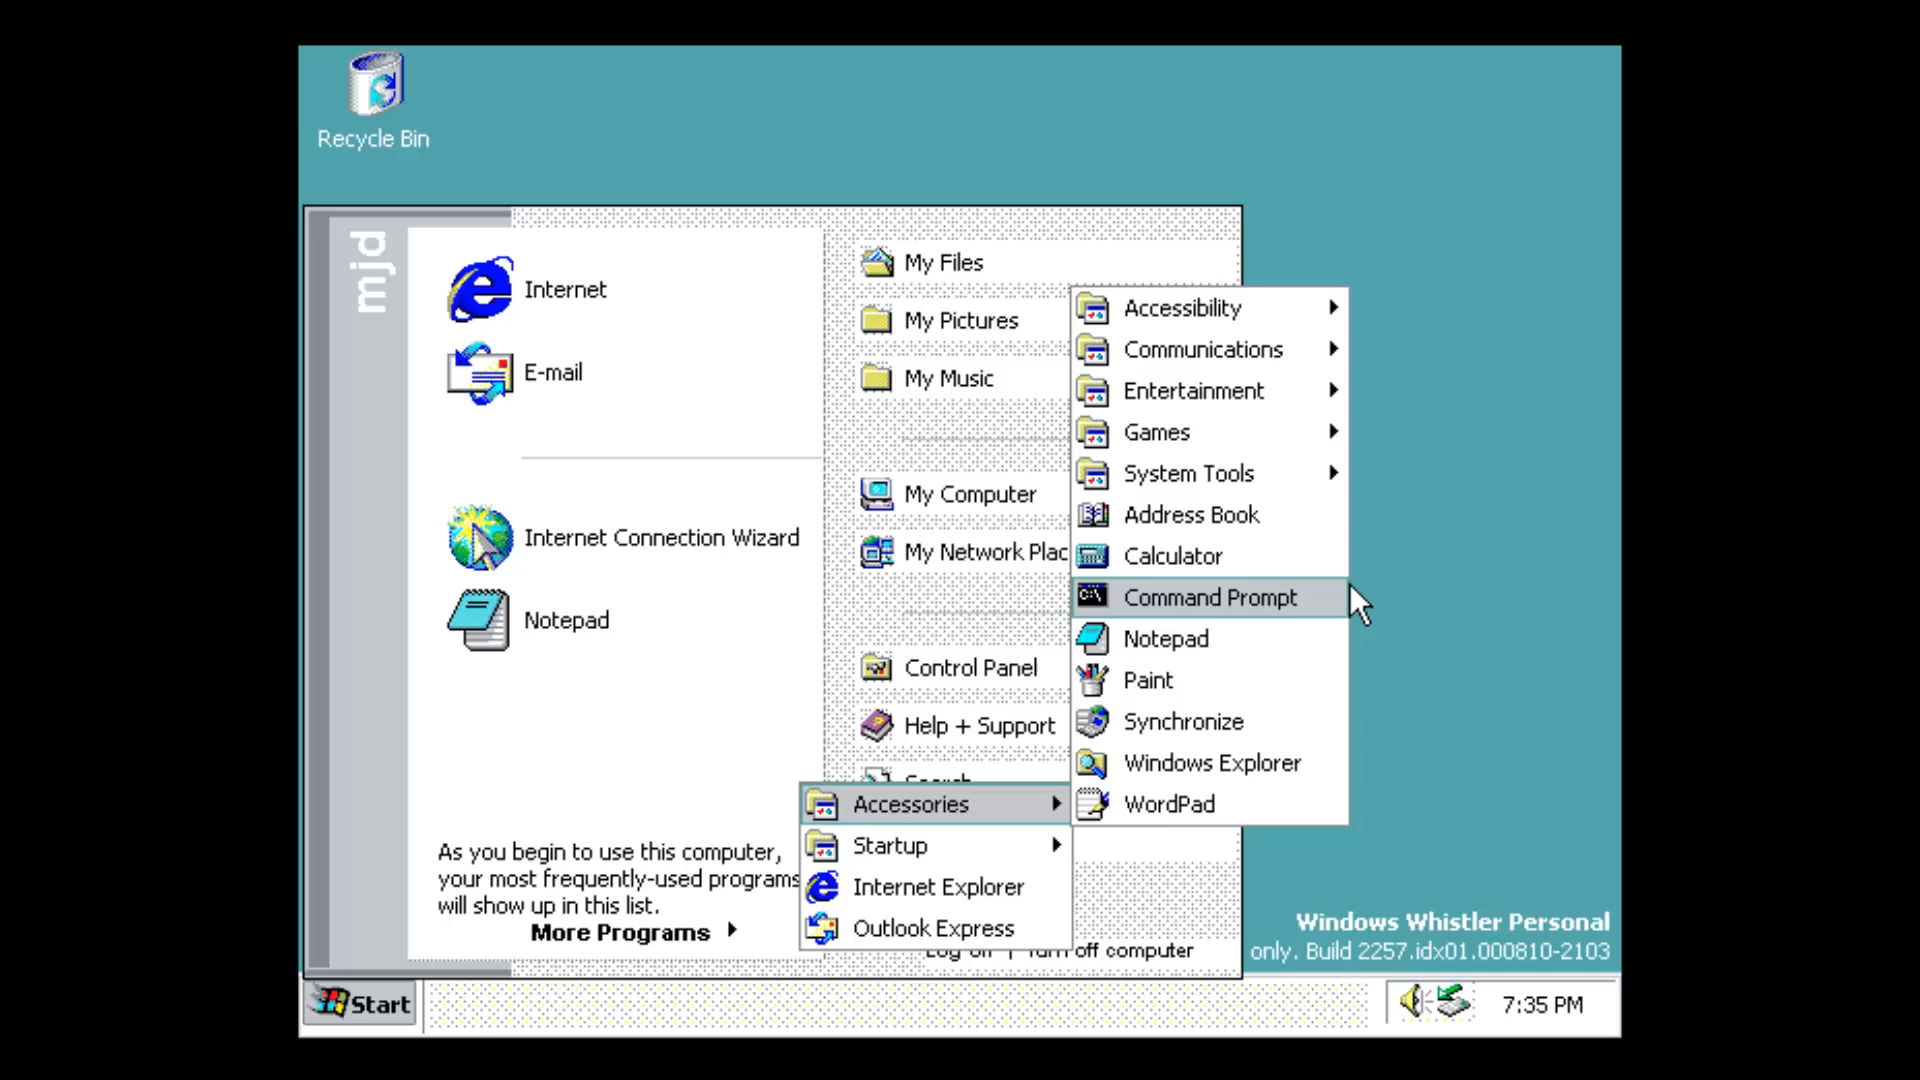 Recycle Bin
mjd
Internet
E-mail
Internet Connection Wizard
Notepad
As you begin to use this computer,
your most frequently-used programs
will show up in this list.
More Programs
My Files
My Pictures
My Music
My Computer
My Network Plac
Control Panel
Help + Support
Search
Log off | Turn off computer
Accessories
Startup
Internet Explorer
Outlook Express
Accessibility
Communications
Entertainment
Games
System Tools
Address Book
Calculator
C:\
Command Prompt
Notepad
Paint
Synchronize
Windows Explorer
WordPad
Windows Whistler Personal
only. Build 2257.idx01.000810-2103
Start
7:35 PM